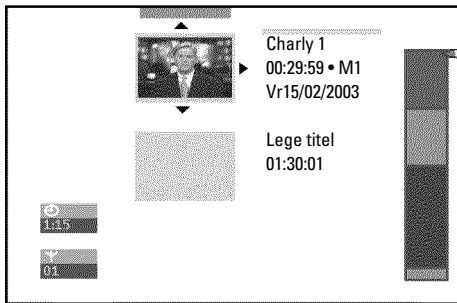 Charly 1
00:29:59 • M1
Vr15/02/2003
Lege titel
01:30:01
1:15
01